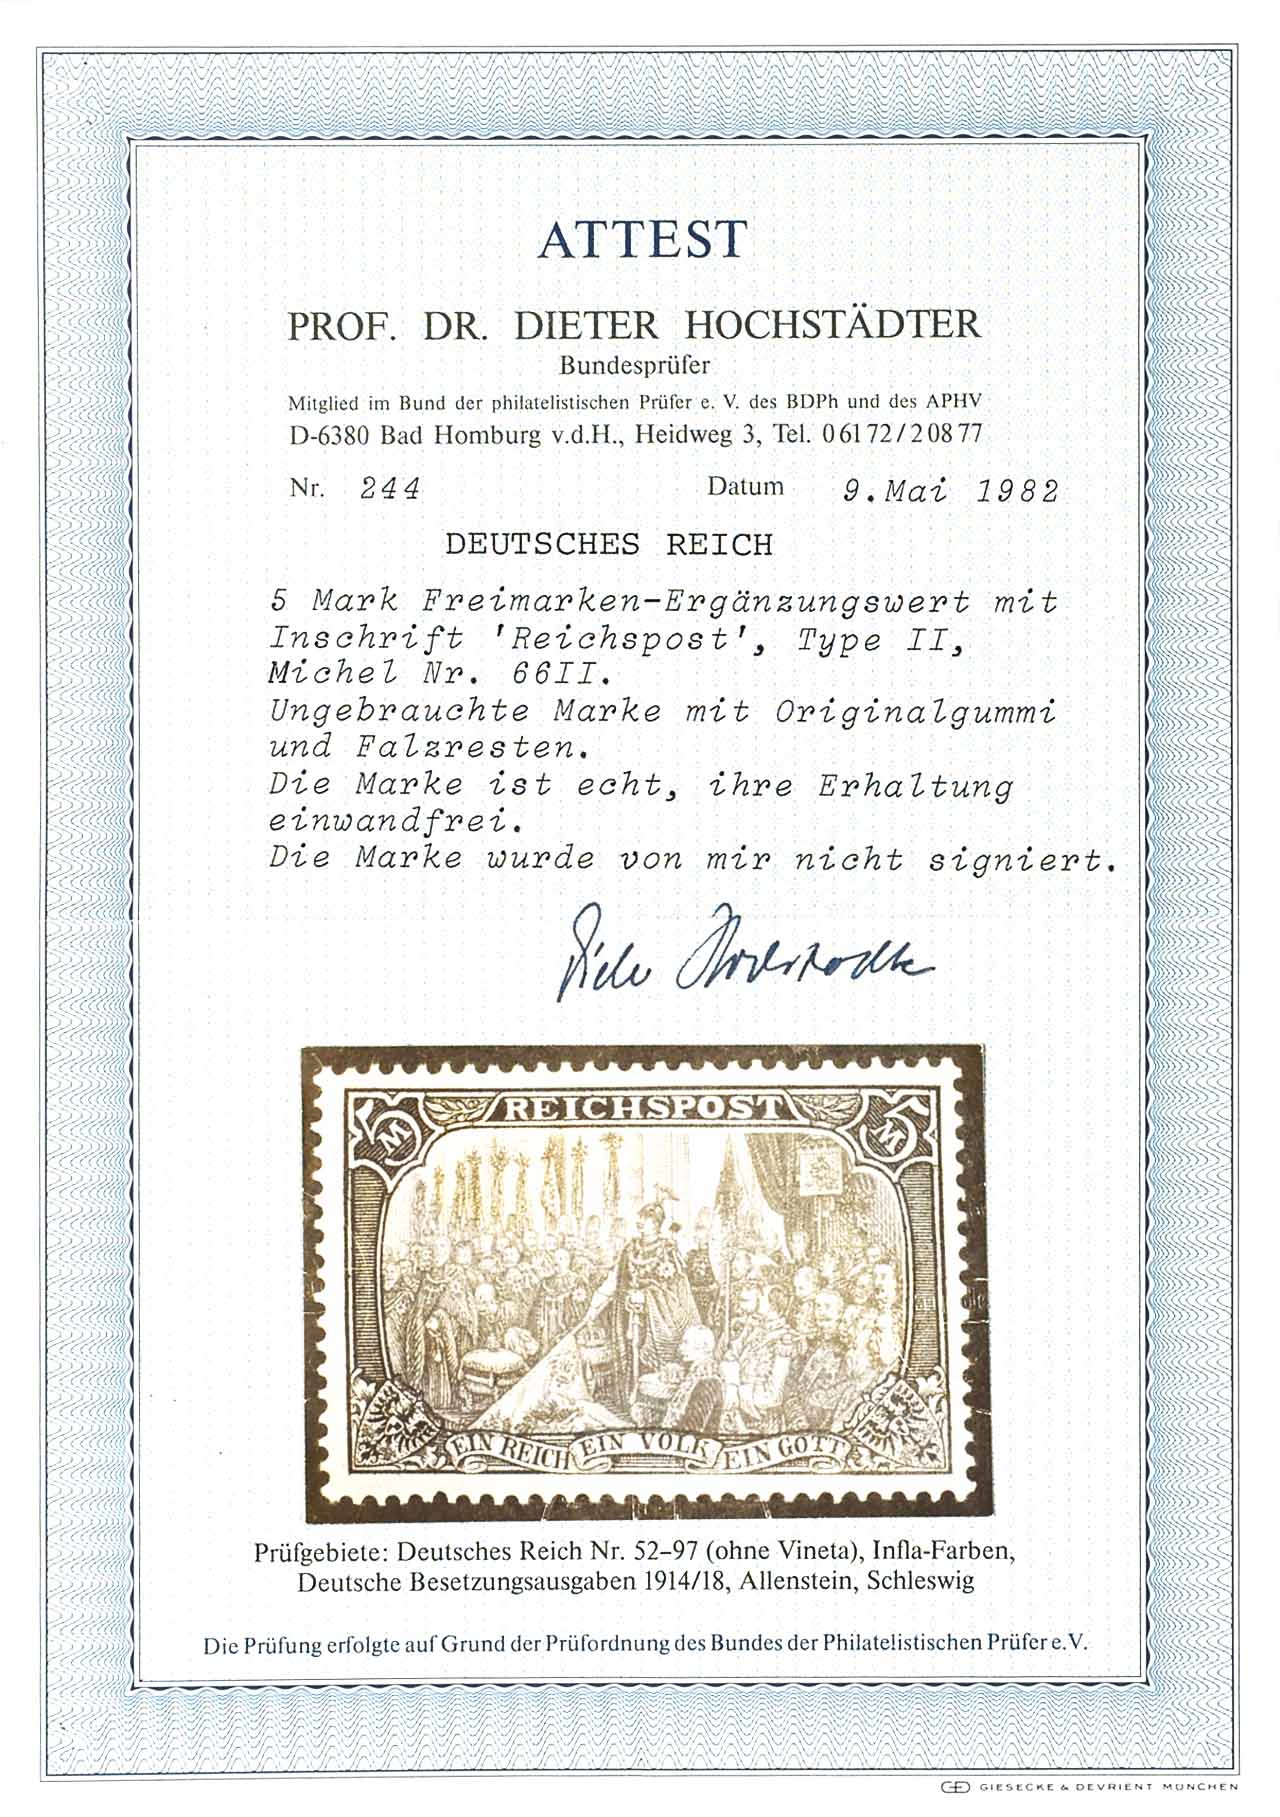 ATTEST
PROF. DR. DIETER HOCHSTÄDTER
Bundesprüfer
Mitglied im Bund der philatelistischen Prüfer e. V. des BDPh und des APHV
D-6380 Bad Homburg v.d.H., Heidweg 3, Tel. 06172/20877
Nr. 244 Datum 9. Mai 1982
DEUTSCHES REICH
5 Mark Freimarken-Ergänzungswert mit
Inschrift 'Reichspost', Type II,
Michel Nr. 66II.
Ungebrauchte Marke mit Originalgummi
und Falzresten.
Die Marke ist echt, ihre Erhaltung
einwandfrei.
Die Marke wurde von mir nicht signiert.
Dieter Hochstädter
5 M REICHSPOST 5 M
EIN REICH EIN VOLK EIN GOTT
Prüfgebiete: Deutsches Reich Nr. 52–97 (ohne Vineta), Infla-Farben,
Deutsche Besetzungsausgaben 1914/18, Allenstein, Schleswig
Die Prüfung erfolgte auf Grund der Prüfordnung des Bundes der Philatelistischen Prüfer e.V.
GIESECKE & DEVRIENT MÜNCHEN